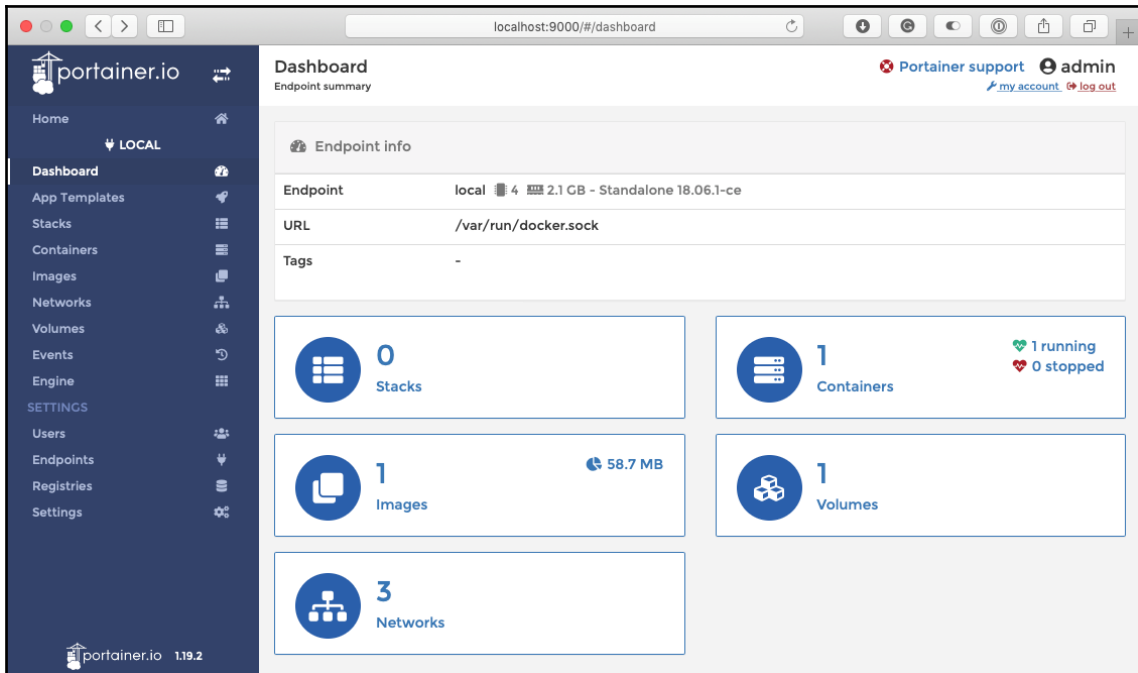 localhost:9000/#/dashboard
portainer.io
Home
LOCAL
Dashboard
App Templates
Stacks
Containers
Images
Networks
Volumes
Events
Engine
SETTINGS
Users
Endpoints
Registries
Settings
portainer.io 1.19.2
Dashboard
Endpoint summary
Portainer support admin
my account log out
Endpoint info
Endpoint local 4 2.1 GB - Standalone 18.06.1-ce
URL /var/run/docker.sock
Tags -
0
Stacks
1
Containers
1 running
0 stopped
1
Images
58.7 MB
1
Volumes
3
Networks